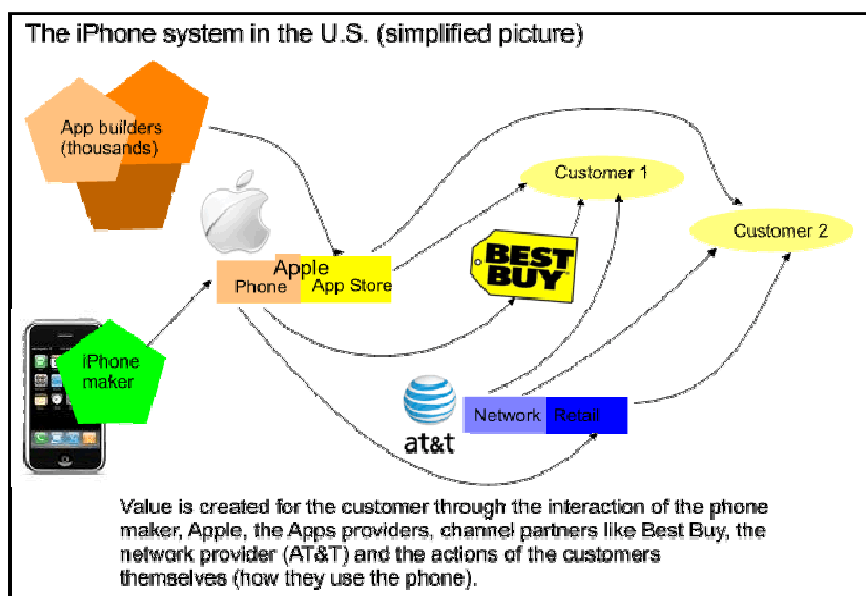 The iPhone system in the U.S. (simplified picture)
App builders
(thousands)
Customer 1
Customer 2
BEST
BUY
Apple
Phone
App Store
iPhone
maker
at&t
Network
Retail
Value is created for the customer through the interaction of the phone
maker, Apple, the Apps providers, channel partners like Best Buy, the
network provider (AT&T) and the actions of the customers
themselves (how they use the phone).